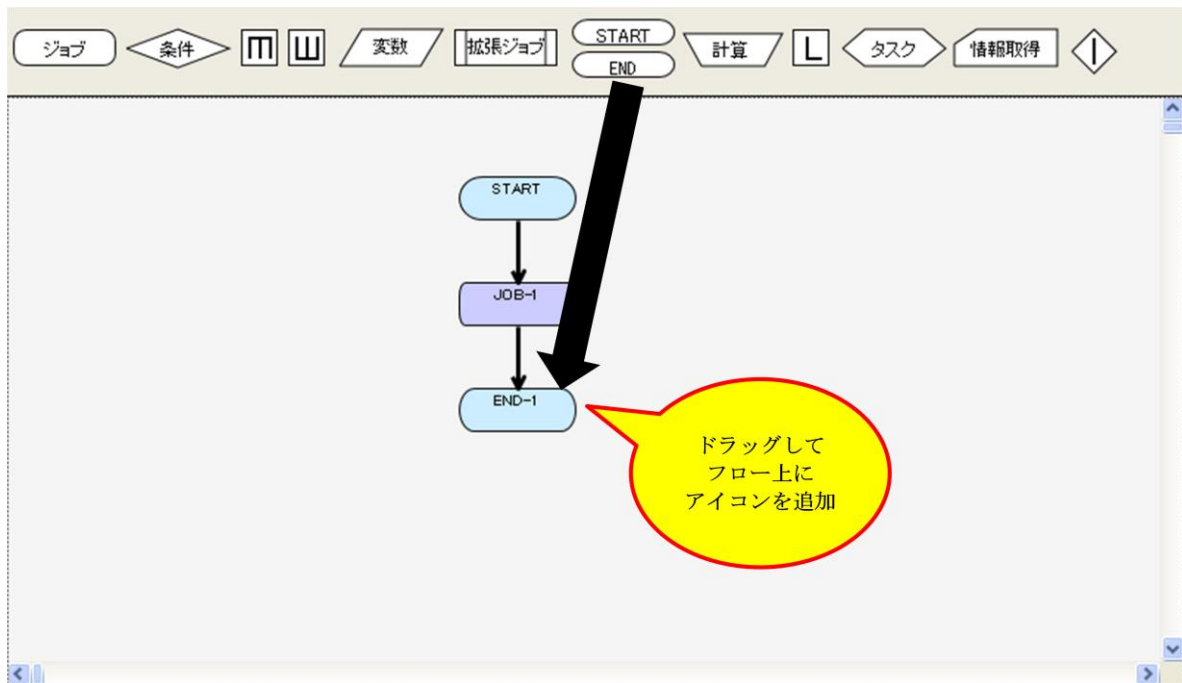 ジョブ
条件
変数
拡張ジョブ
START
END
計算
L
タスク
情報取得
START
JOB-1
END-1
ドラッグして
フロー上に
アイコンを追加